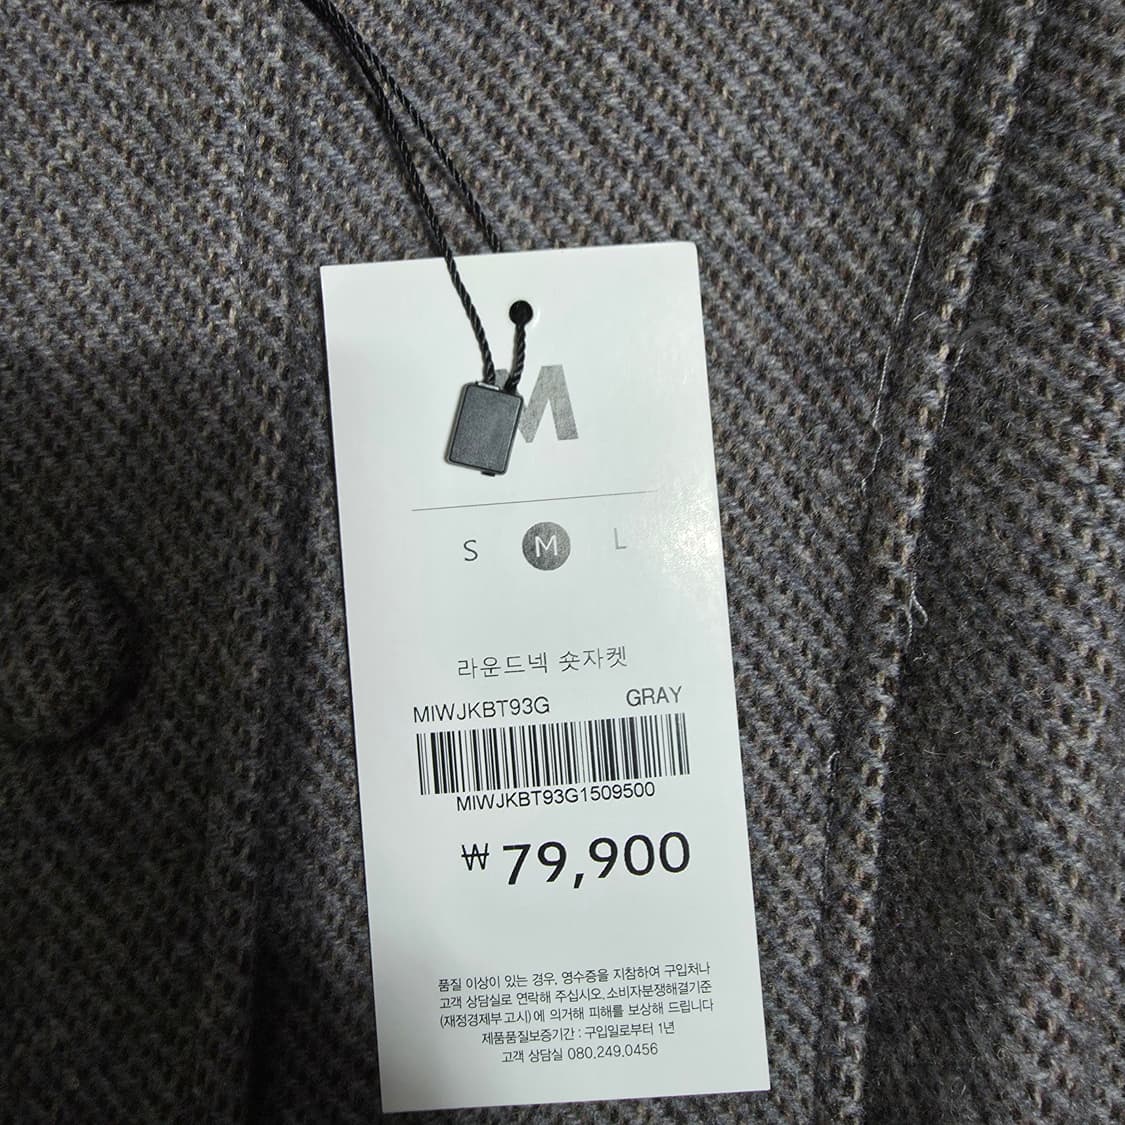 M
S M L
라운드넥 숏자켓
MIWJKBT93G GRAY
MIWJKBT93G1509500
₩79,900
품질 이상이 있는 경우, 영수증을 지참하여 구입처나
고객 상담실로 연락해 주십시오. 소비자분쟁해결기준
(재정경제부 고시)에 의거해 피해를 보상해 드립니다
제품품질보증기간 : 구입일로부터 1년
고객 상담실 080.249.0456